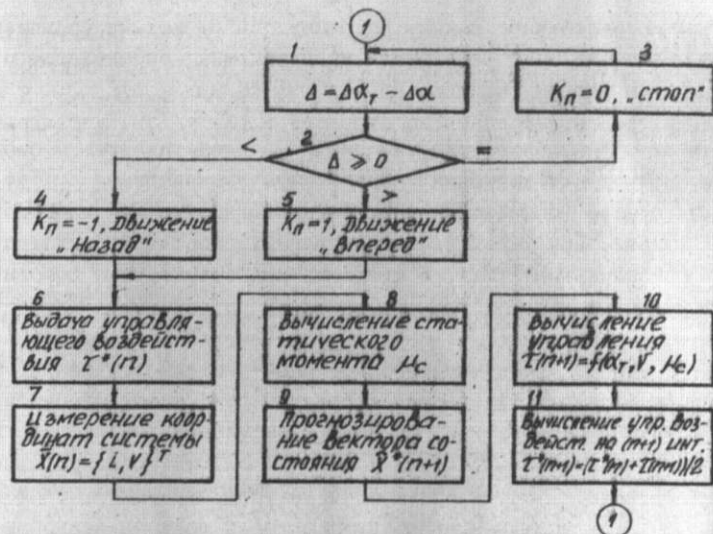 1
1
Δ = Δα_т − Δα
3
K_п = 0, „стоп"
2
Δ ⩾ 0
<
=
>
4
K_п = −1, Движение
„Назад"
5
K_п = 1, Движение
„Вперед"
6
Выдача управля-
ющего воздейст-
вия τ*(n)
7
Измерение коор-
динат системы
X̄(n) = {i, V}ᵀ
8
Вычисление ста-
тического
момента μ_с
9
Прогнозирова-
ние вектора со-
стояния X̄*(n+1)
10
Вычисление
управления
τ(n+1)=f(α_т, V, μ_с)
11
Вычисление упр. воз-
дейст. на (n+1) инт.
τ*(n+1)=(τ*(n)+τ(n+1))/2
1